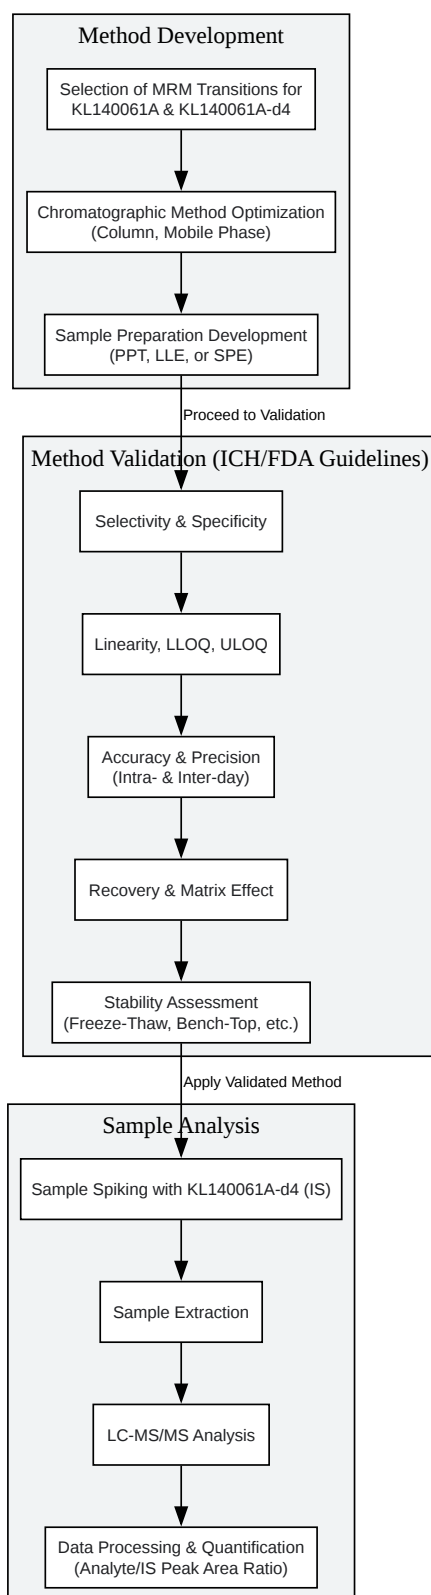 Method Development
Selection of MRM Transitions for
KL140061A & KL140061A-d4
Chromatographic Method Optimization
(Column, Mobile Phase)
Sample Preparation Development
(PPT, LLE, or SPE)
Proceed to Validation
Method Validation (ICH/FDA Guidelines)
Selectivity & Specificity
Linearity, LLOQ, ULOQ
Accuracy & Precision
(Intra- & Inter-day)
Recovery & Matrix Effect
Stability Assessment
(Freeze-Thaw, Bench-Top, etc.)
Apply Validated Method
Sample Analysis
Sample Spiking with KL140061A-d4 (IS)
Sample Extraction
LC-MS/MS Analysis
Data Processing & Quantification
(Analyte/IS Peak Area Ratio)